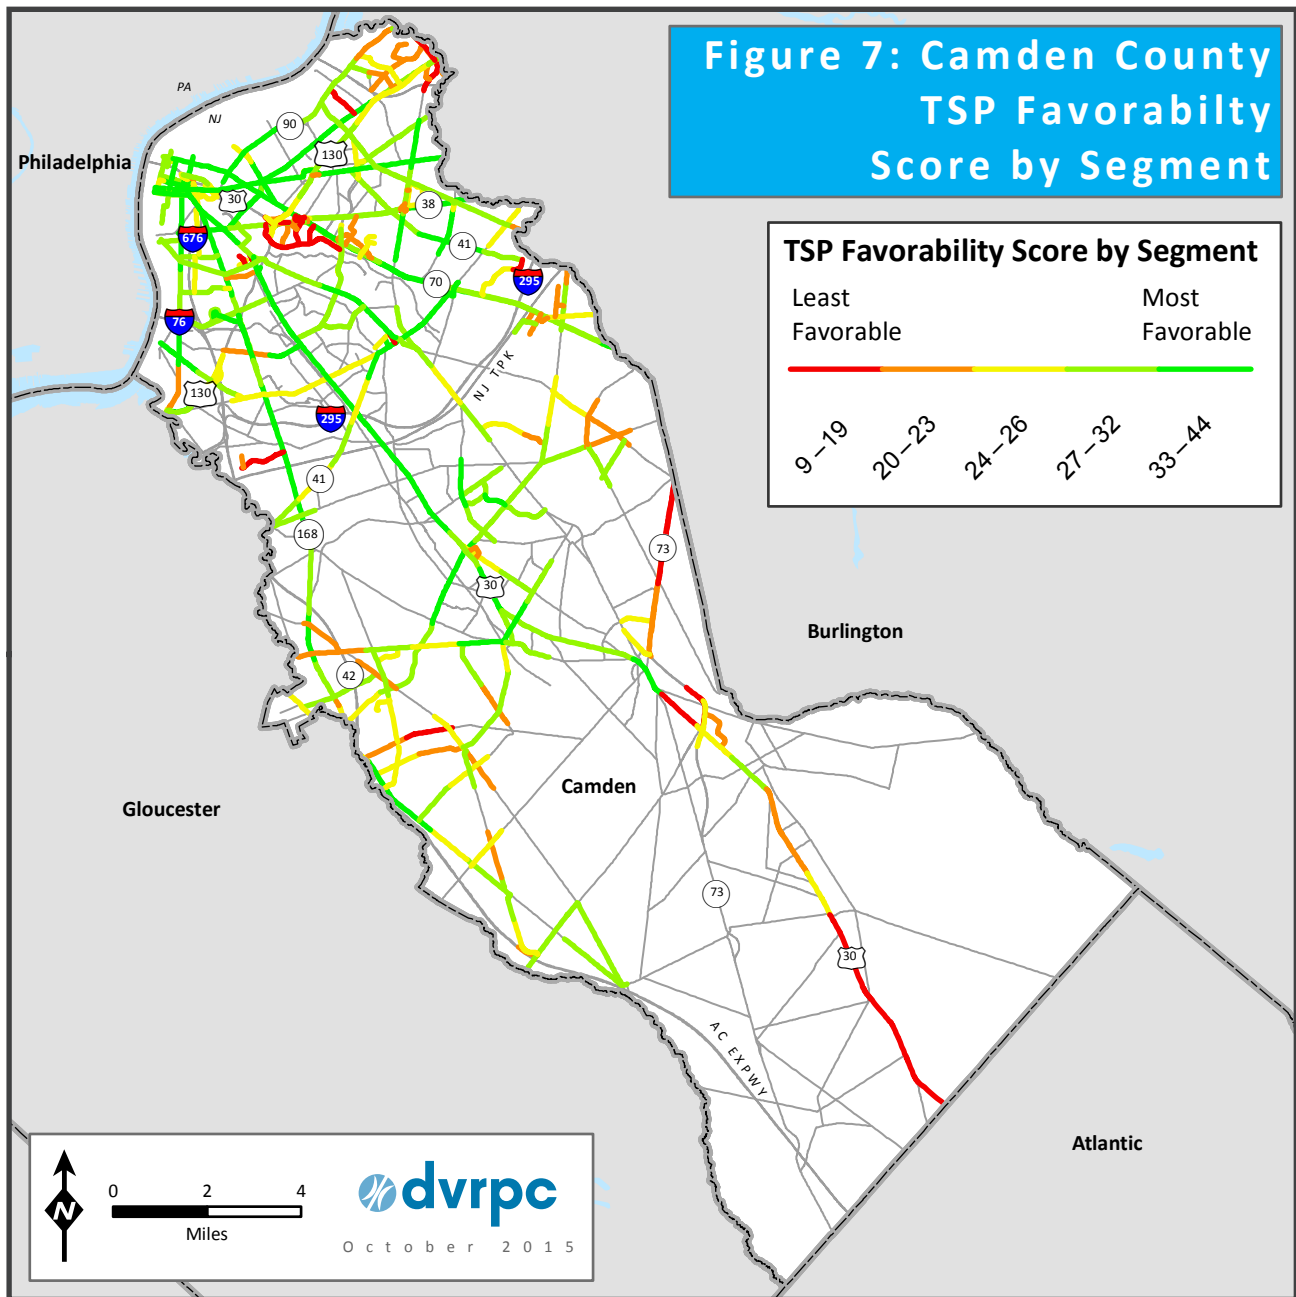 Figure 7: Camden County
TSP Favorabilty
Score by Segment
TSP Favorability Score by Segment
Least
Favorable
Most
Favorable
9–19
20–23
24–26
27–32
33–44
PA
NJ
Philadelphia
90
130
30
38
676
41
70
295
76
NJ TPK
130
295
41
168
73
30
Burlington
42
Camden
Gloucester
73
30
AC EXPWY
Atlantic
N
0 2 4
Miles
dvrpc
October 2015